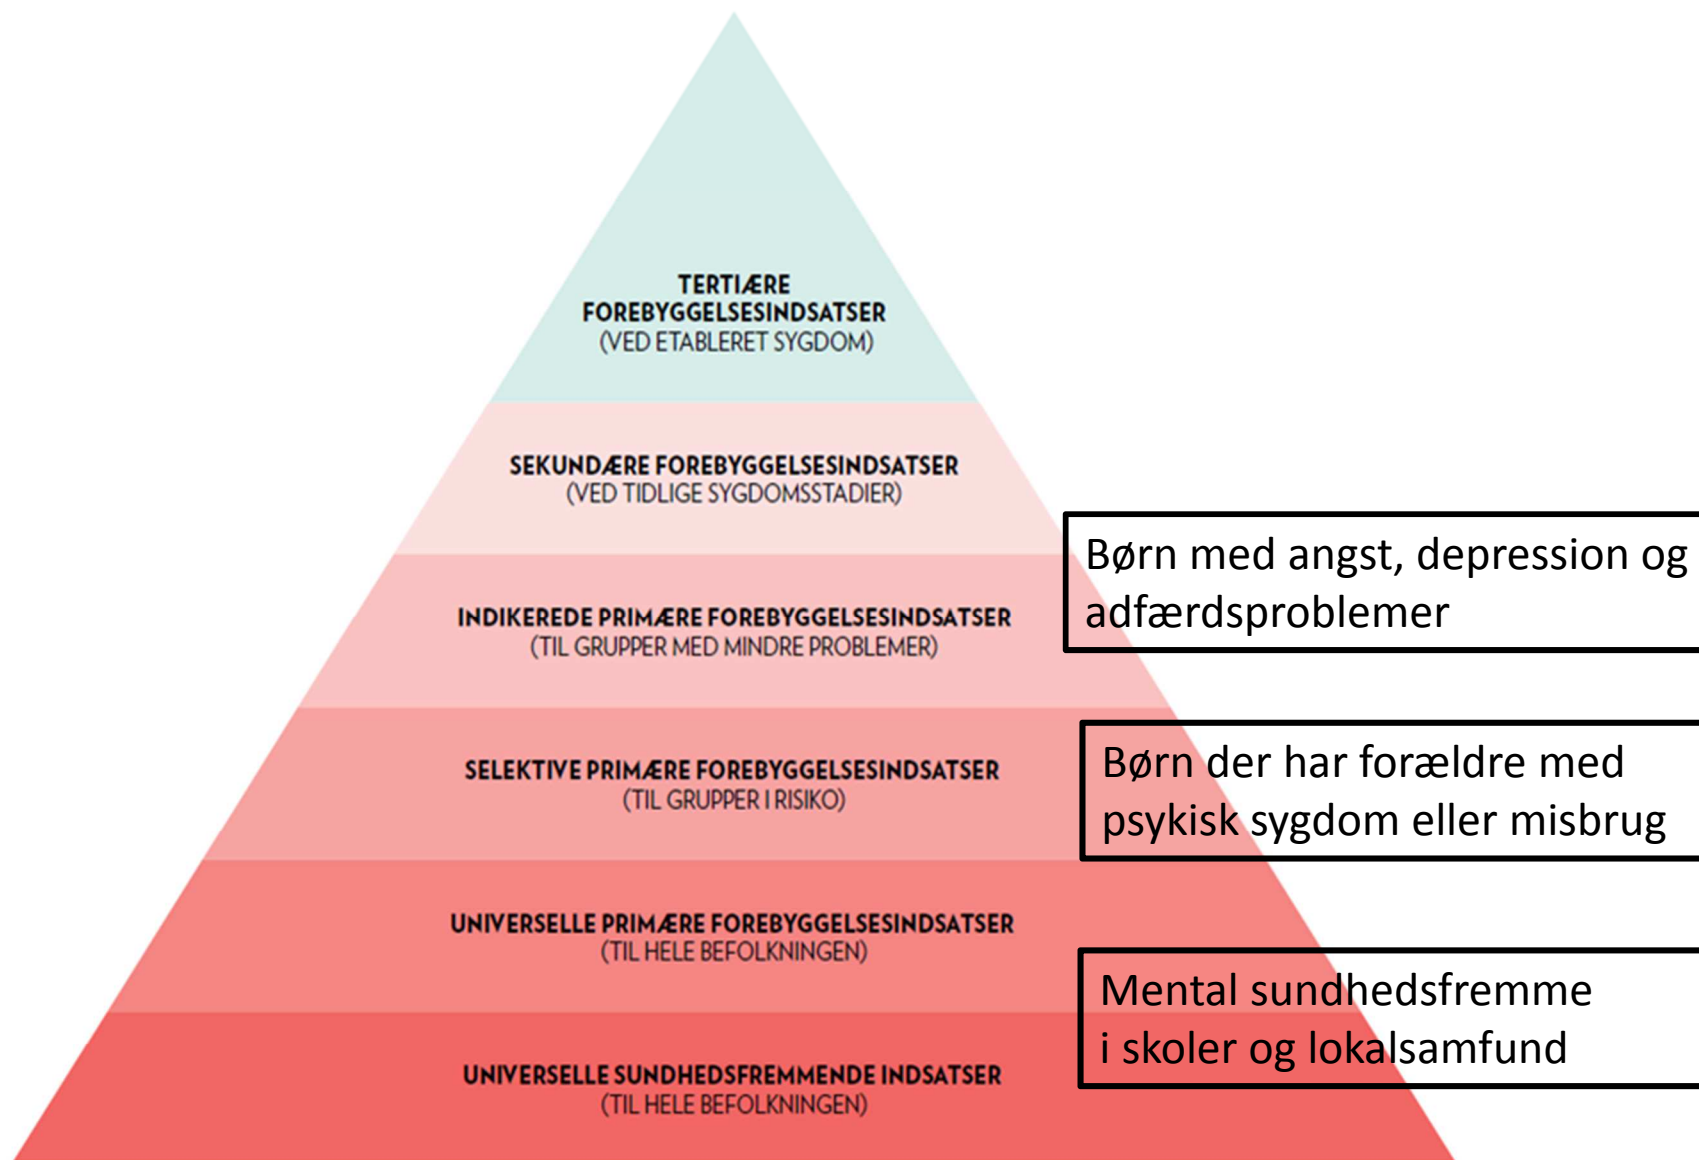 TERTIÆRE
FOREBYGGELSESINDSATSER
(VED ETABLERET SYGDOM)
SEKUNDÆRE FOREBYGGELSESINDSATSER
(VED TIDLIGE SYGDOMSSTADIER)
Børn med angst, depression og
adfærdsproblemer
INDIKEREDE PRIMÆRE FOREBYGGELSESINDSATSER
(TIL GRUPPER MED MINDRE PROBLEMER)
Børn der har forældre med
psykisk sygdom eller misbrug
SELEKTIVE PRIMÆRE FOREBYGGELSESINDSATSER
(TIL GRUPPER I RISIKO)
UNIVERSELLE PRIMÆRE FOREBYGGELSESINDSATSER
(TIL HELE BEFOLKNINGEN)
Mental sundhedsfremme
i skoler og lokalsamfund
UNIVERSELLE SUNDHEDSFREMMENDE INDSATSER
(TIL HELE BEFOLKNINGEN)